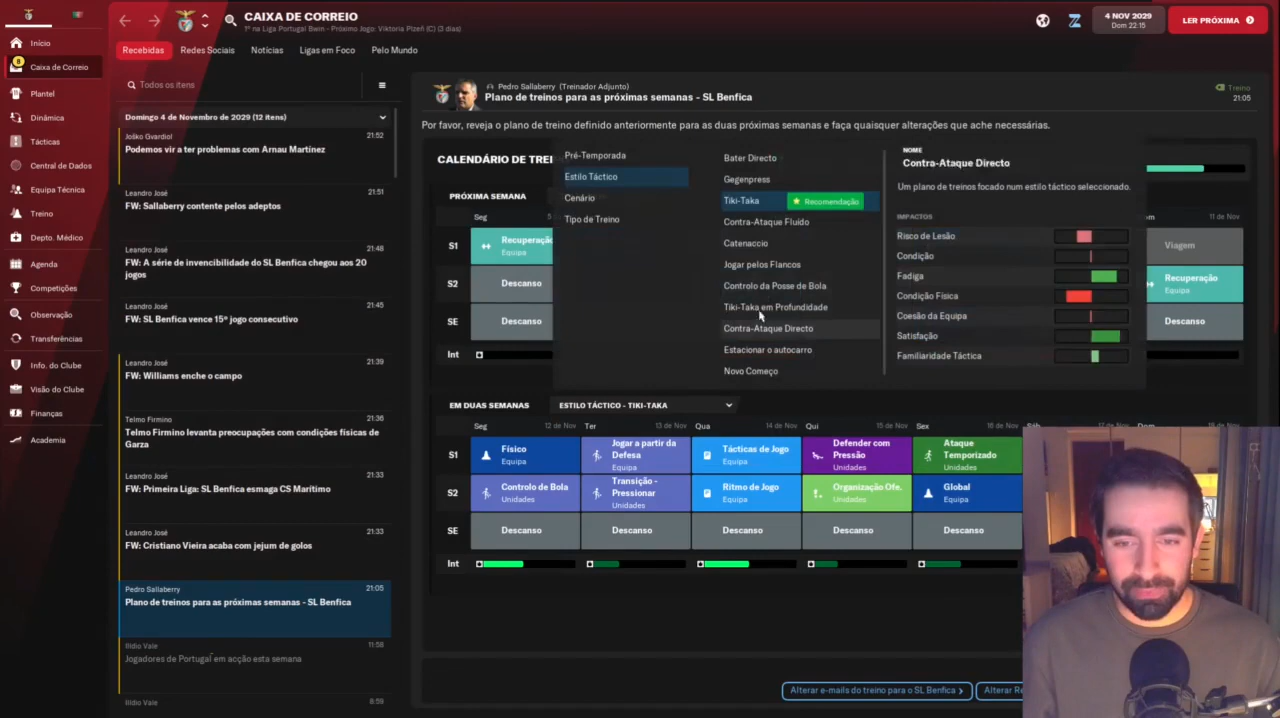 CAIXA DE CORREIO
1º na Liga Portugal Bwin - Próximo Jogo: Viktoria Plzeň (C) (3 dias)
4 NOV 2029
Dom 22:15
LER PRÓXIMA
Início
8
Caixa de Correio
Plantel
Dinâmica
Tácticas
Central de Dados
Equipa Técnica
Treino
Depto. Médico
Agenda
Competições
Observação
Transferências
Info. do Clube
Visão do Clube
Finanças
Academia
Recebidas
Redes Sociais
Notícias
Ligas em Foco
Pelo Mundo
Todos os itens
Domingo 4 de Novembro de 2029 (12 itens)
Joško Gvardiol
21:52
Podemos vir a ter problemas com Arnau Martínez
Leandro José
21:51
FW: Sallaberry contente pelos adeptos
Leandro José
21:48
FW: A série de invencibilidade do SL Benfica chegou aos 20
jogos
Leandro José
21:45
FW: SL Benfica vence 15º jogo consecutivo
Leandro José
21:39
FW: Williams enche o campo
Telmo Firmino
21:36
Telmo Firmino levanta preocupações com condições físicas de
Garza
Leandro José
21:33
FW: Primeira Liga: SL Benfica esmaga CS Marítimo
Leandro José
21:33
FW: Cristiano Vieira acaba com jejum de golos
Pedro Sallaberry
21:05
Plano de treinos para as próximas semanas - SL Benfica
Ilídio Vale
11:58
Jogadores de Portugal em acção esta semana
Ilídio Vale
8:59
Pedro Sallaberry (Treinador Adjunto)
Plano de treinos para as próximas semanas - SL Benfica
Treino
21:05
Por favor, reveja o plano de treino definido anteriormente para as duas próximas semanas e faça quaisquer alterações que ache necessárias.
CALENDÁRIO DE TREI
PRÓXIMA SEMANA
Seg
11 de Nov
S1
Recuperação
Equipa
Viagem
S2
Descanso
Recuperação
Equipa
SE
Descanso
Descanso
Int
Pré-Temporada
Estilo Táctico
Cenário
Tipo de Treino
Bater Directo
Gegenpress
Tiki-Taka
Recomendação
Contra-Ataque Fluído
Catenaccio
Jogar pelos Flancos
Controlo da Posse de Bola
Tiki-Taka em Profundidade
Contra-Ataque Directo
Estacionar o autocarro
Novo Começo
NOME
Contra-Ataque Directo
Um plano de treinos focado num estilo táctico seleccionado.
IMPACTOS
Risco de Lesão
Condição
Fadiga
Condição Física
Coesão da Equipa
Satisfação
Familiaridade Táctica
EM DUAS SEMANAS
ESTILO TÁCTICO - TIKI-TAKA
Seg
12 de Nov
Ter
13 de Nov
Qua
14 de Nov
Qui
15 de Nov
Sex
16 de Nov
S1
Físico
Equipa
Jogar a partir da
Defesa
Equipa
Tácticas de Jogo
Equipa
Defender com
Pressão
Unidades
Ataque
Temporizado
Unidades
S2
Controlo de Bola
Unidades
Transição -
Pressionar
Unidades
Ritmo de Jogo
Equipa
Organização Ofe.
Unidades
Global
Equipa
SE
Descanso
Descanso
Descanso
Descanso
Descanso
Int
Alterar e-mails do treino para o SL Benfica
Alterar Re